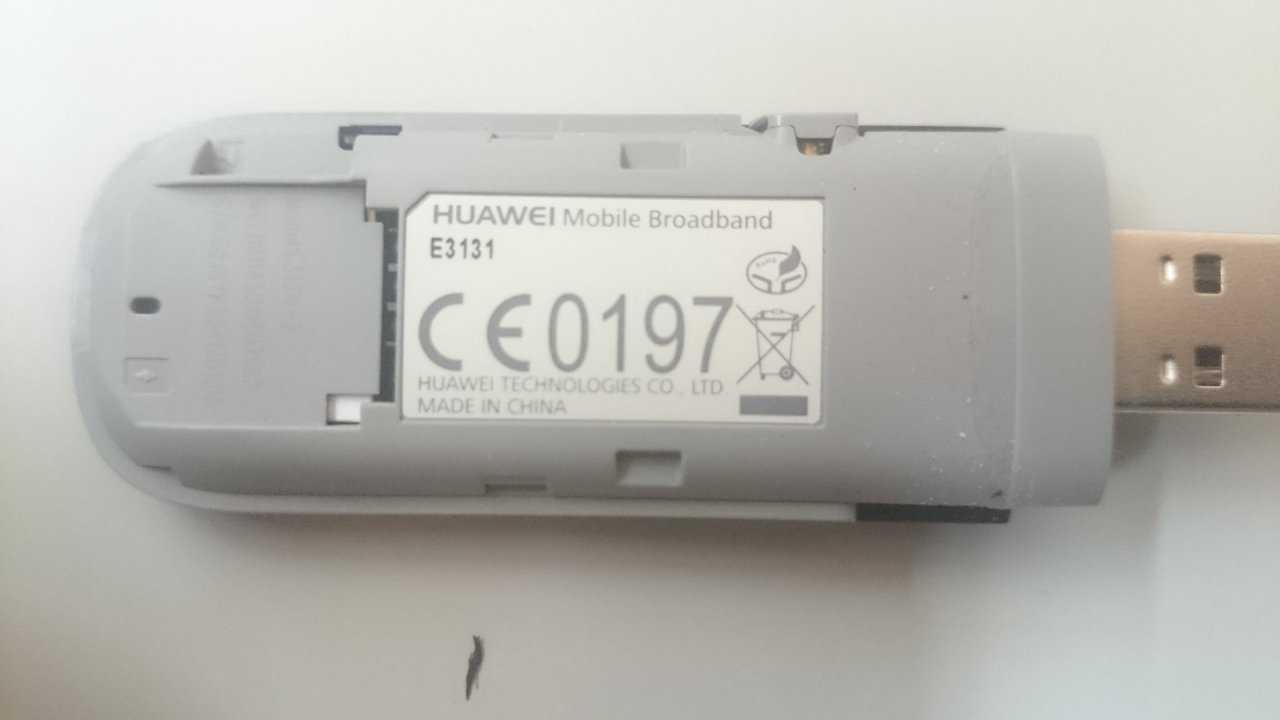 HUAWEI Mobile Broadband
E3131
CE0197
HUAWEI TECHNOLOGIES CO., LTD.
MADE IN CHINA